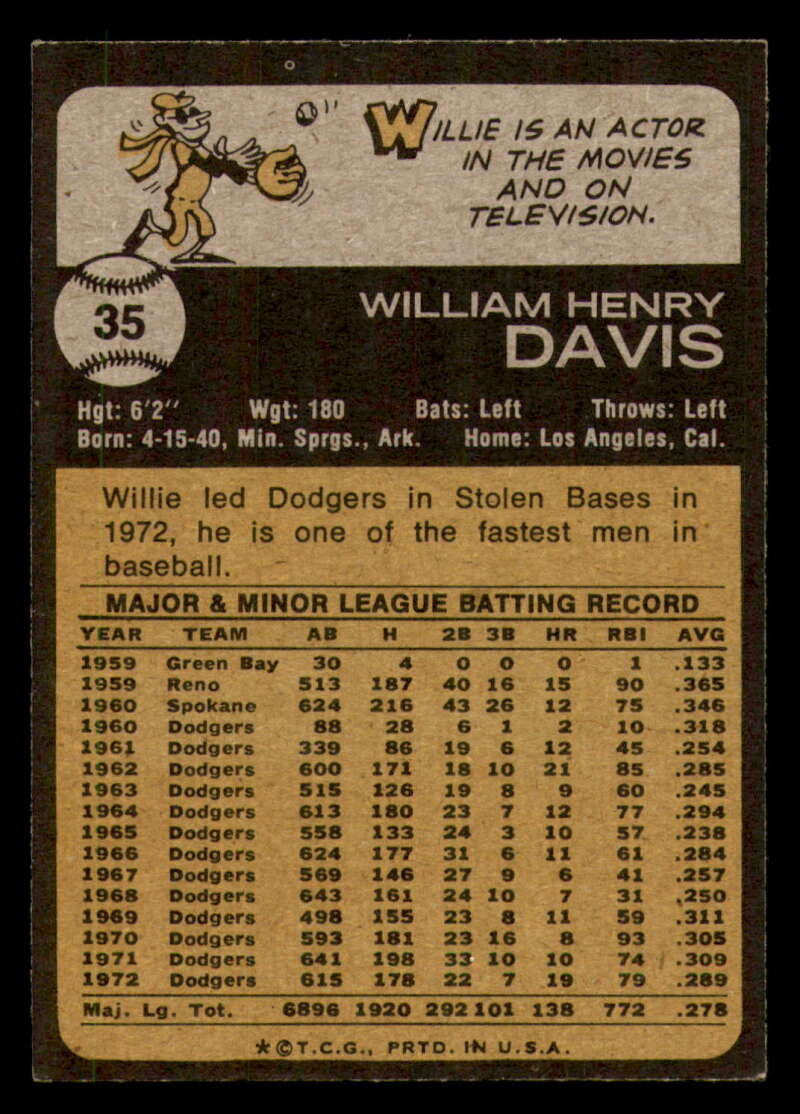 WILLIE IS AN ACTOR
IN THE MOVIES
AND ON
TELEVISION.
35
WILLIAM HENRY
DAVIS
Hgt: 6'2" Wgt: 180 Bats: Left Throws: Left
Born: 4-15-40, Min. Sprgs., Ark. Home: Los Angeles, Cal.
Willie led Dodgers in Stolen Bases in
1972, he is one of the fastest men in
baseball.
MAJOR & MINOR LEAGUE BATTING RECORD
YEAR TEAM AB H 2B 3B HR RBI AVG
1959 Green Bay 30 4 0 0 0 1 .133
1959 Reno 513 187 40 16 15 90 .365
1960 Spokane 624 216 43 26 12 75 .346
1960 Dodgers 88 28 6 1 2 10 .318
1961 Dodgers 339 86 19 6 12 45 .254
1962 Dodgers 600 171 18 10 21 85 .285
1963 Dodgers 515 126 19 8 9 60 .245
1964 Dodgers 613 180 23 7 12 77 .294
1965 Dodgers 558 133 24 3 10 57 .238
1966 Dodgers 624 177 31 6 11 61 .284
1967 Dodgers 569 146 27 9 6 41 .257
1968 Dodgers 643 161 24 10 7 31 .250
1969 Dodgers 498 155 23 8 11 59 .311
1970 Dodgers 593 181 23 16 8 93 .305
1971 Dodgers 641 198 33 10 10 74 .309
1972 Dodgers 615 178 22 7 19 79 .289
Maj. Lg. Tot. 6896 1920 292 101 138 772 .278
*©T.C.G., PRTD. IN U.S.A.